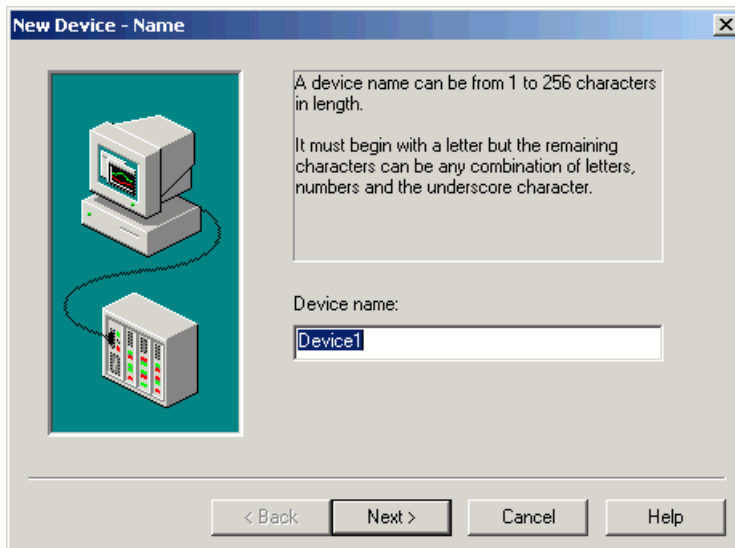 New Device - Name
A device name can be from 1 to 256 characters
in length.
It must begin with a letter but the remaining
characters can be any combination of letters,
numbers and the underscore character.
Device name:
Device1
< Back
Next >
Cancel
Help